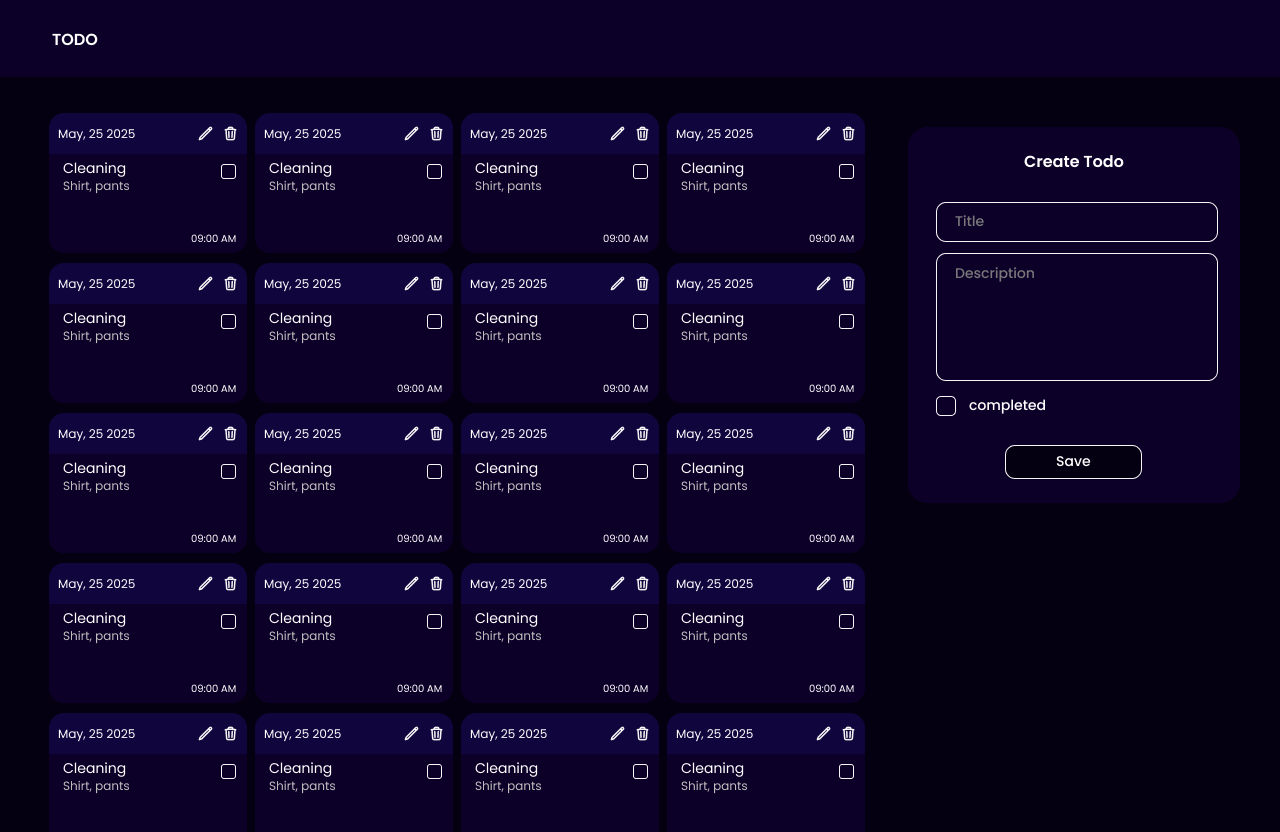 TODO
May, 25 2025
May, 25 2025
May, 25 2025
May, 25 2025
Cleaning
Cleaning
Cleaning
Cleaning
Shirt, pants
Shirt, pants
Shirt, pants
Shirt, pants
09:00 AM
09:00 AM
09:00 AM
09:00 AM
May, 25 2025
May, 25 2025
May, 25 2025
May, 25 2025
Cleaning
Cleaning
Cleaning
Cleaning
Shirt, pants
Shirt, pants
Shirt, pants
Shirt, pants
09:00 AM
09:00 AM
09:00 AM
09:00 AM
May, 25 2025
May, 25 2025
May, 25 2025
May, 25 2025
Cleaning
Cleaning
Cleaning
Cleaning
Shirt, pants
Shirt, pants
Shirt, pants
Shirt, pants
09:00 AM
09:00 AM
09:00 AM
09:00 AM
May, 25 2025
May, 25 2025
May, 25 2025
May, 25 2025
Cleaning
Cleaning
Cleaning
Cleaning
Shirt, pants
Shirt, pants
Shirt, pants
Shirt, pants
09:00 AM
09:00 AM
09:00 AM
09:00 AM
May, 25 2025
May, 25 2025
May, 25 2025
May, 25 2025
Cleaning
Cleaning
Cleaning
Cleaning
Shirt, pants
Shirt, pants
Shirt, pants
Shirt, pants
Create Todo
Title
Description
completed
Save